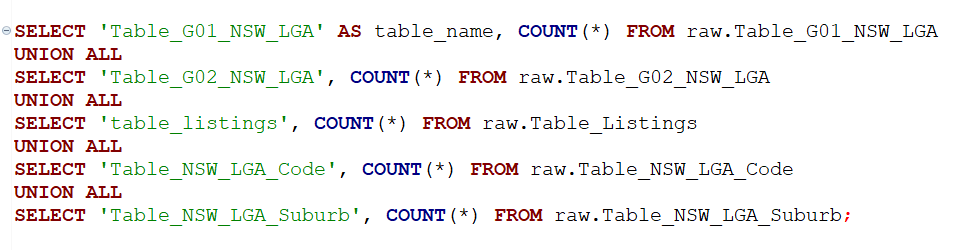 SELECT 'Table_G01_NSW_LGA' AS table_name, COUNT(*) FROM raw.Table_G01_NSW_LGA
UNION ALL
SELECT 'Table_G02_NSW_LGA', COUNT(*) FROM raw.Table_G02_NSW_LGA
UNION ALL
SELECT 'table_listings', COUNT(*) FROM raw.Table_Listings
UNION ALL
SELECT 'Table_NSW_LGA_Code', COUNT(*) FROM raw.Table_NSW_LGA_Code
UNION ALL
SELECT 'Table_NSW_LGA_Suburb', COUNT(*) FROM raw.Table_NSW_LGA_Suburb;